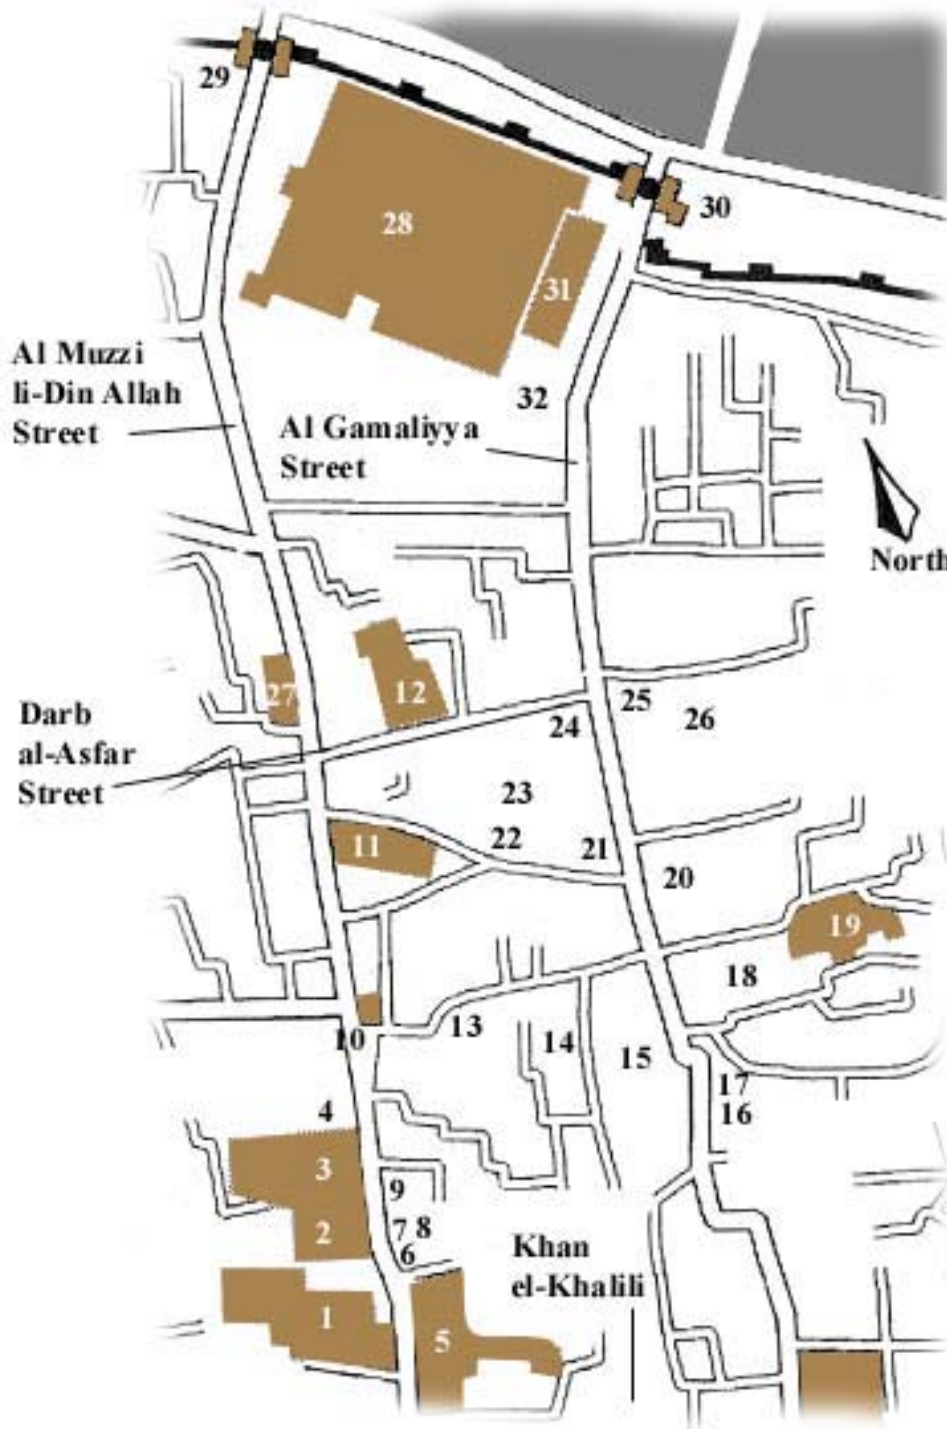 29
30
28
31
Al Muzzi
li-Din Allah
Street
32
Al Gamaliyya
Street
North
27
12
25
26
24
Darb
al-Asfar
Street
23
22
21
11
20
19
18
13
10
14
15
17
16
4
3
9
2
7 8
6
Khan
el-Khalili
1
5